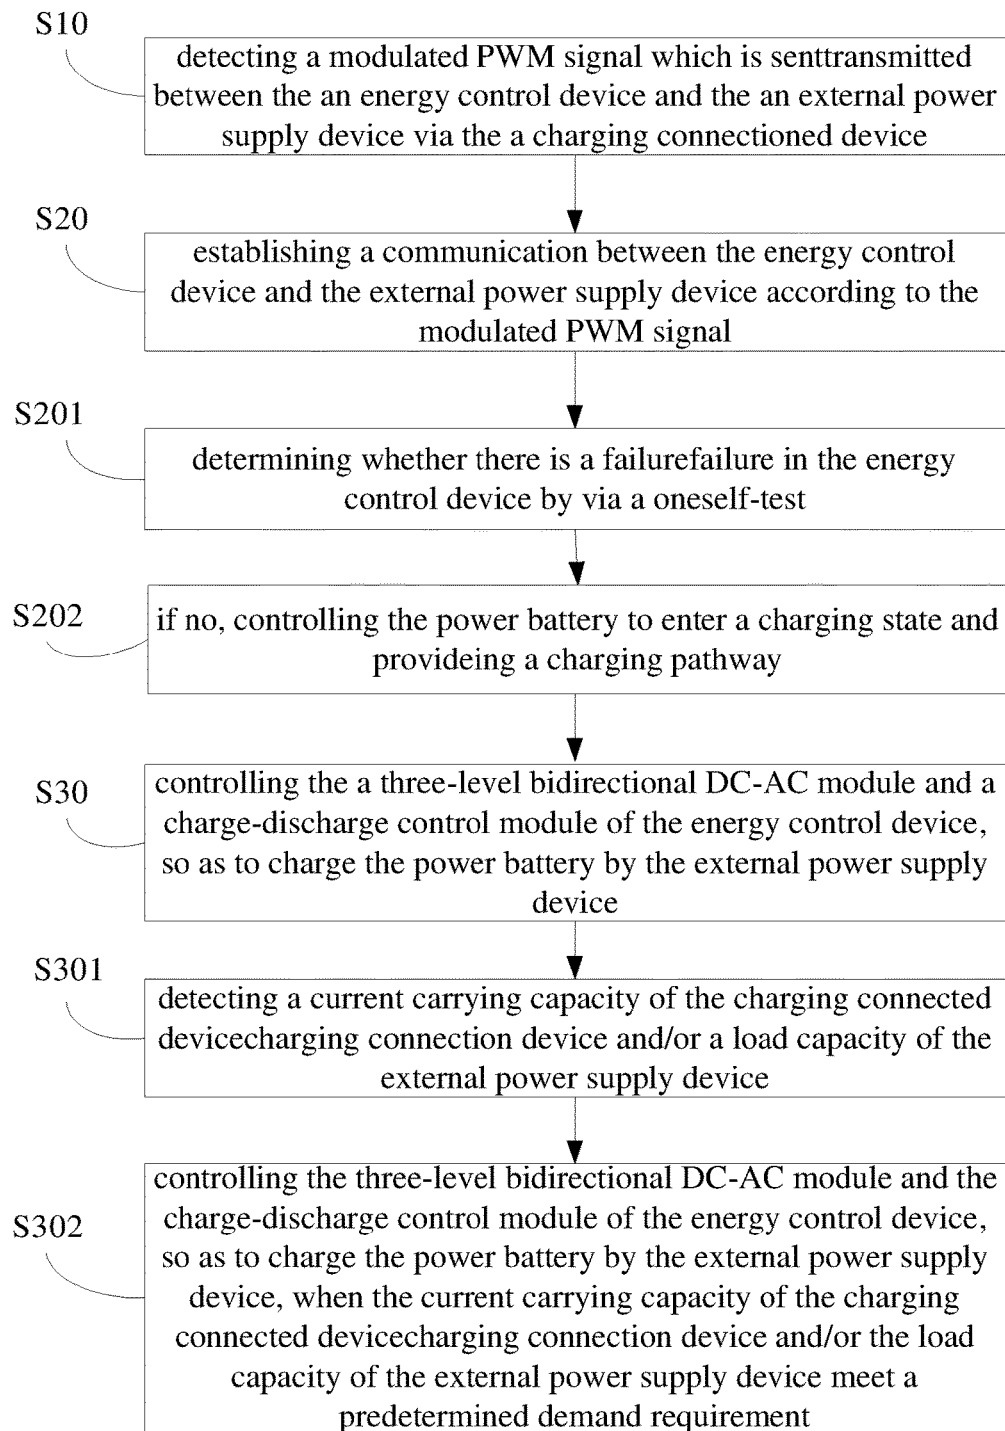 S10
detecting a modulated PWM signal which is senttransmitted
between the an energy control device and the an external power
supply device via the a charging connectioned device
S20
establishing a communication between the energy control
device and the external power supply device according to the
modulated PWM signal
S201
determining whether there is a failurefailure in the energy
control device by via a oneself-test
S202
if no, controlling the power battery to enter a charging state and
provideing a charging pathway
S30
controlling the a three-level bidirectional DC-AC module and a
charge-discharge control module of the energy control device,
so as to charge the power battery by the external power supply
device
S301
detecting a current carrying capacity of the charging connected
devicecharging connection device and/or a load capacity of the
external power supply device
S302
controlling the three-level bidirectional DC-AC module and the
charge-discharge control module of the energy control device,
so as to charge the power battery by the external power supply
device, when the current carrying capacity of the charging
connected devicecharging connection device and/or the load
capacity of the external power supply device meet a
predetermined demand requirement